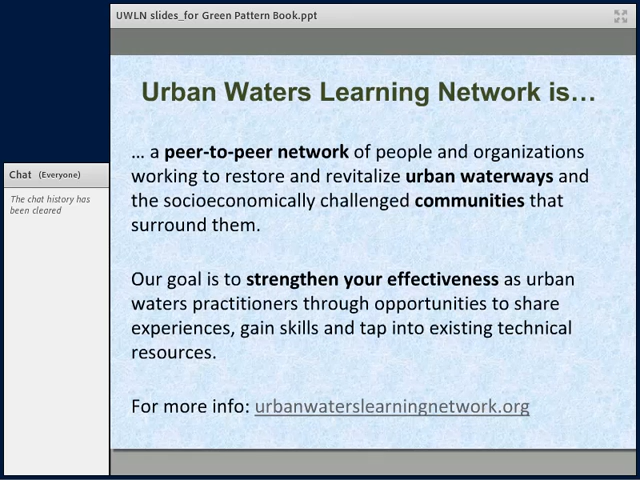 UWLN slides_for Green Pattern Book.ppt
Urban Waters Learning Network is…
… a peer-to-peer network of people and organizations
working to restore and revitalize urban waterways and
the socioeconomically challenged communities that
surround them.
Our goal is to strengthen your effectiveness as urban
waters practitioners through opportunities to share
experiences, gain skills and tap into existing technical
resources.
For more info: urbanwaterslearningnetwork.org
Chat (Everyone)
The chat history has
been cleared